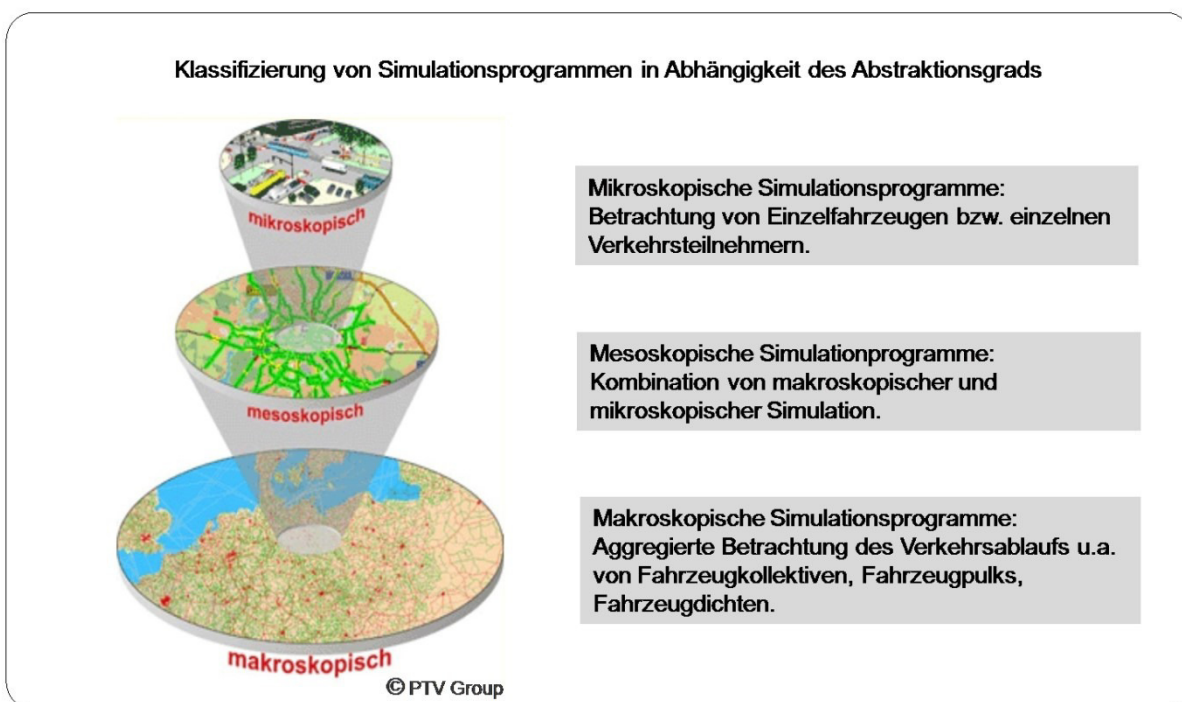 Klassifizierung von Simulationsprogrammen in Abhängigkeit des Abstraktionsgrads
mikroskopisch
Mikroskopische Simulationsprogramme:
Betrachtung von Einzelfahrzeugen bzw. einzelnen
Verkehrsteilnehmern.
mesoskopisch
Mesoskopische Simulationprogramme:
Kombination von makroskopischer und
mikroskopischer Simulation.
makroskopisch
Makroskopische Simulationsprogramme:
Aggregierte Betrachtung des Verkehrsablaufs u.a.
von Fahrzeugkollektiven, Fahrzeugpulks,
Fahrzeugdichten.
© PTV Group